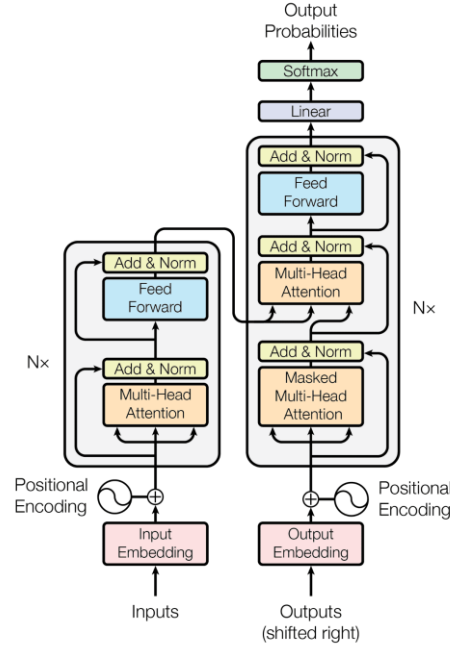 Output
Probabilities
Softmax
Linear
Add & Norm
Feed
Forward
Add & Norm
Multi-Head
Attention
Add & Norm
Masked
Multi-Head
Attention
N×
Add & Norm
Feed
Forward
N×
Add & Norm
Multi-Head
Attention
Positional
Encoding
Positional
Encoding
Input
Embedding
Output
Embedding
Inputs
Outputs
(shifted right)